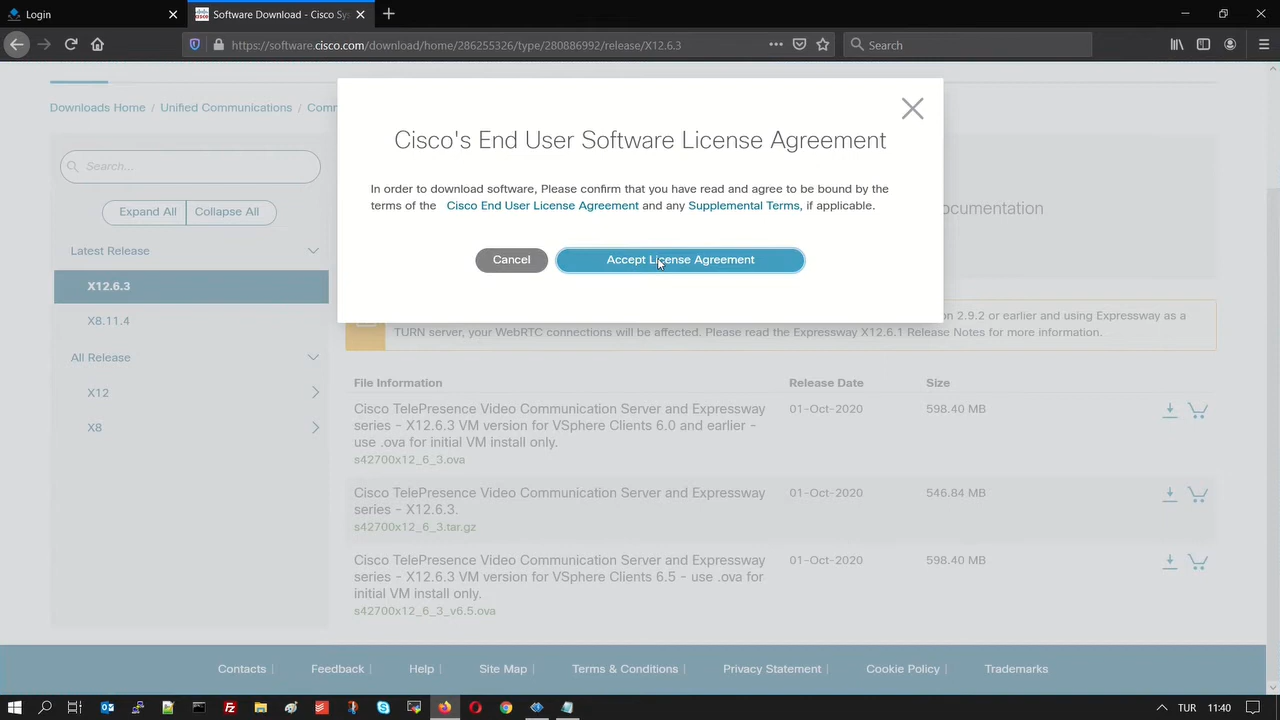 Login
Software Download - Cisco Sys
https://software.cisco.com/download/home/286255326/type/280886992/release/X12.6.3
Search
Downloads Home / Unified Communications / Comm
Cisco's End User Software License Agreement
In order to download software, Please confirm that you have read and agree to be bound by the
terms of the Cisco End User License Agreement and any Supplemental Terms, if applicable.
Cancel
Accept License Agreement
Search...
Expand All
Collapse All
Latest Release
X12.6.3
X8.11.4
All Release
X12
X8
ocumentation
on 2.9.2 or earlier and using Expressway as a
TURN server, your WebRTC connections will be affected. Please read the Expressway X12.6.1 Release Notes for more information.
File Information
Release Date
Size
Cisco TelePresence Video Communication Server and Expressway
series - X12.6.3 VM version for VSphere Clients 6.0 and earlier -
use .ova for initial VM install only.
s42700x12_6_3.ova
01-Oct-2020
598.40 MB
Cisco TelePresence Video Communication Server and Expressway
series - X12.6.3.
s42700x12_6_3.tar.gz
01-Oct-2020
546.84 MB
Cisco TelePresence Video Communication Server and Expressway
series - X12.6.3 VM version for VSphere Clients 6.5 - use .ova for
initial VM install only.
s42700x12_6_3_v6.5.ova
01-Oct-2020
598.40 MB
Contacts |
Feedback |
Help |
Site Map |
Terms & Conditions |
Privacy Statement |
Cookie Policy |
Trademarks
TUR
11:40